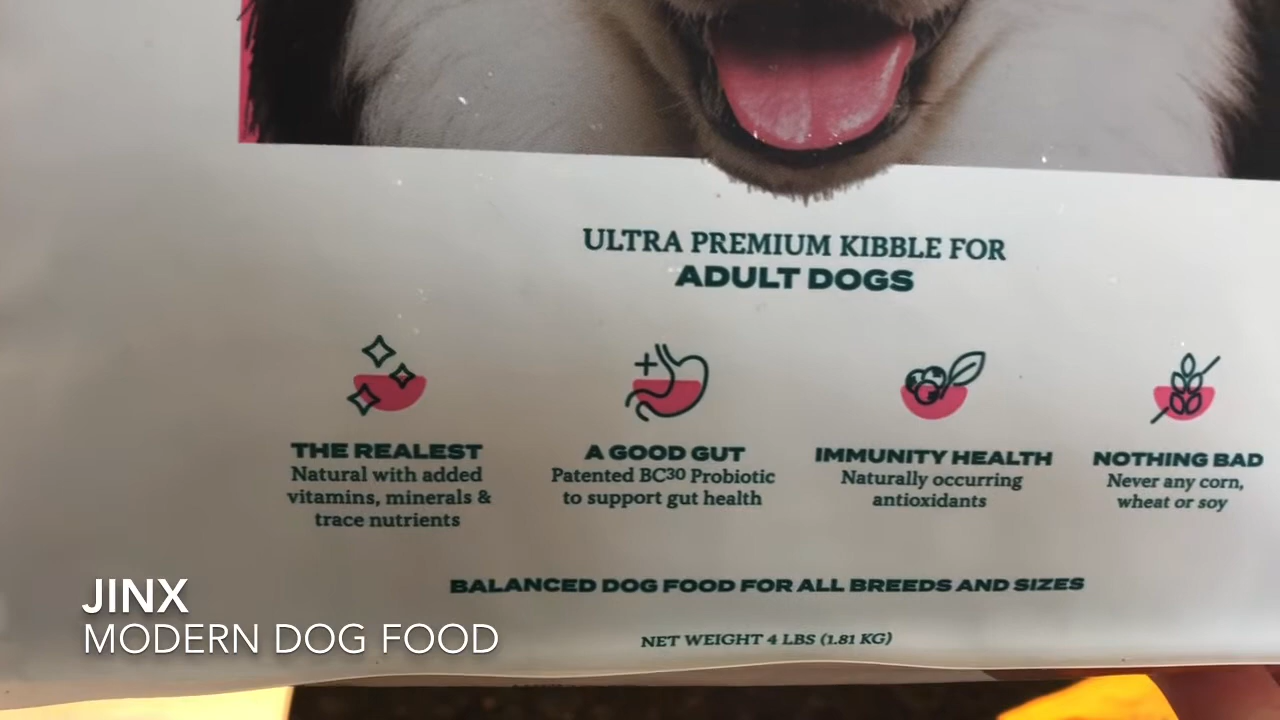 ULTRA PREMIUM KIBBLE FOR
ADULT DOGS
THE REALEST
Natural with added
vitamins, minerals &
trace nutrients
A GOOD GUT
Patented BC30 Probiotic
to support gut health
IMMUNITY HEALTH
Naturally occurring
antioxidants
NOTHING BAD
Never any corn,
wheat or soy
BALANCED DOG FOOD FOR ALL BREEDS AND SIZES
NET WEIGHT 4 LBS (1.81 KG)
JINX
MODERN DOG FOOD